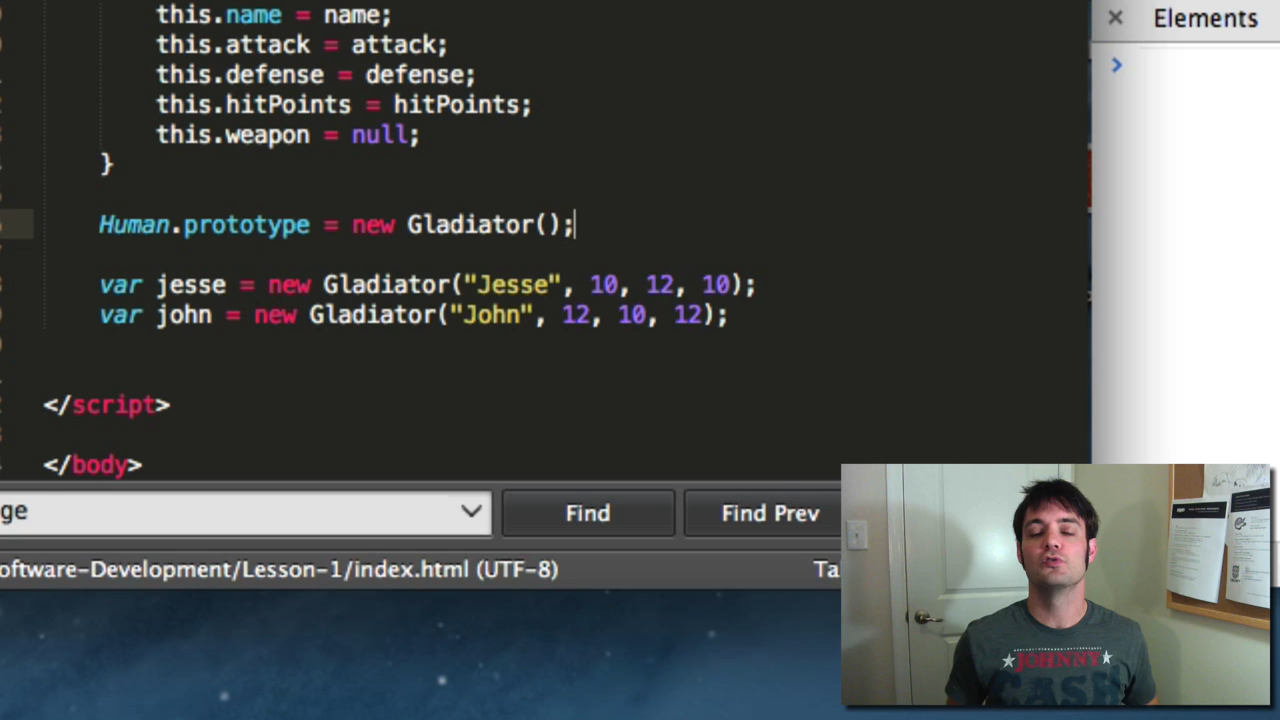 this.name = name;
this.attack = attack;
this.defense = defense;
this.hitPoints = hitPoints;
this.weapon = null;
}
Human.prototype = new Gladiator();
var jesse = new Gladiator("Jesse", 10, 12, 10);
var john = new Gladiator("John", 12, 10, 12);
</script>
</body>
× Elements
>
ge
Find
Find Prev
oftware-Development/Lesson-1/index.html (UTF-8)
Ta
JOHNNY
CASH